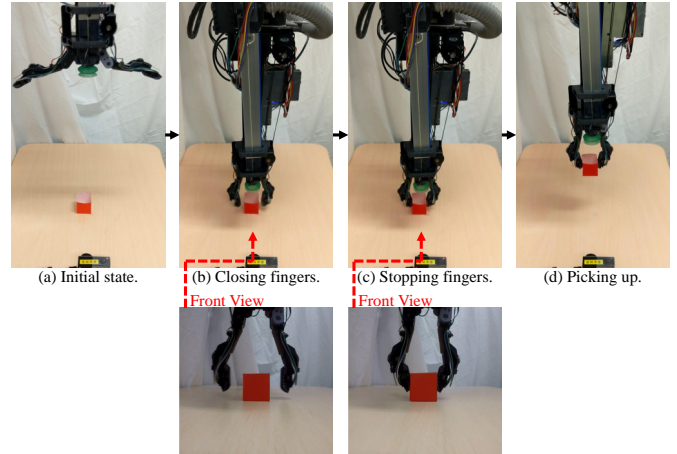 (a) Initial state.
(b) Closing fingers.
(c) Stopping fingers.
(d) Picking up.
Front View
Front View